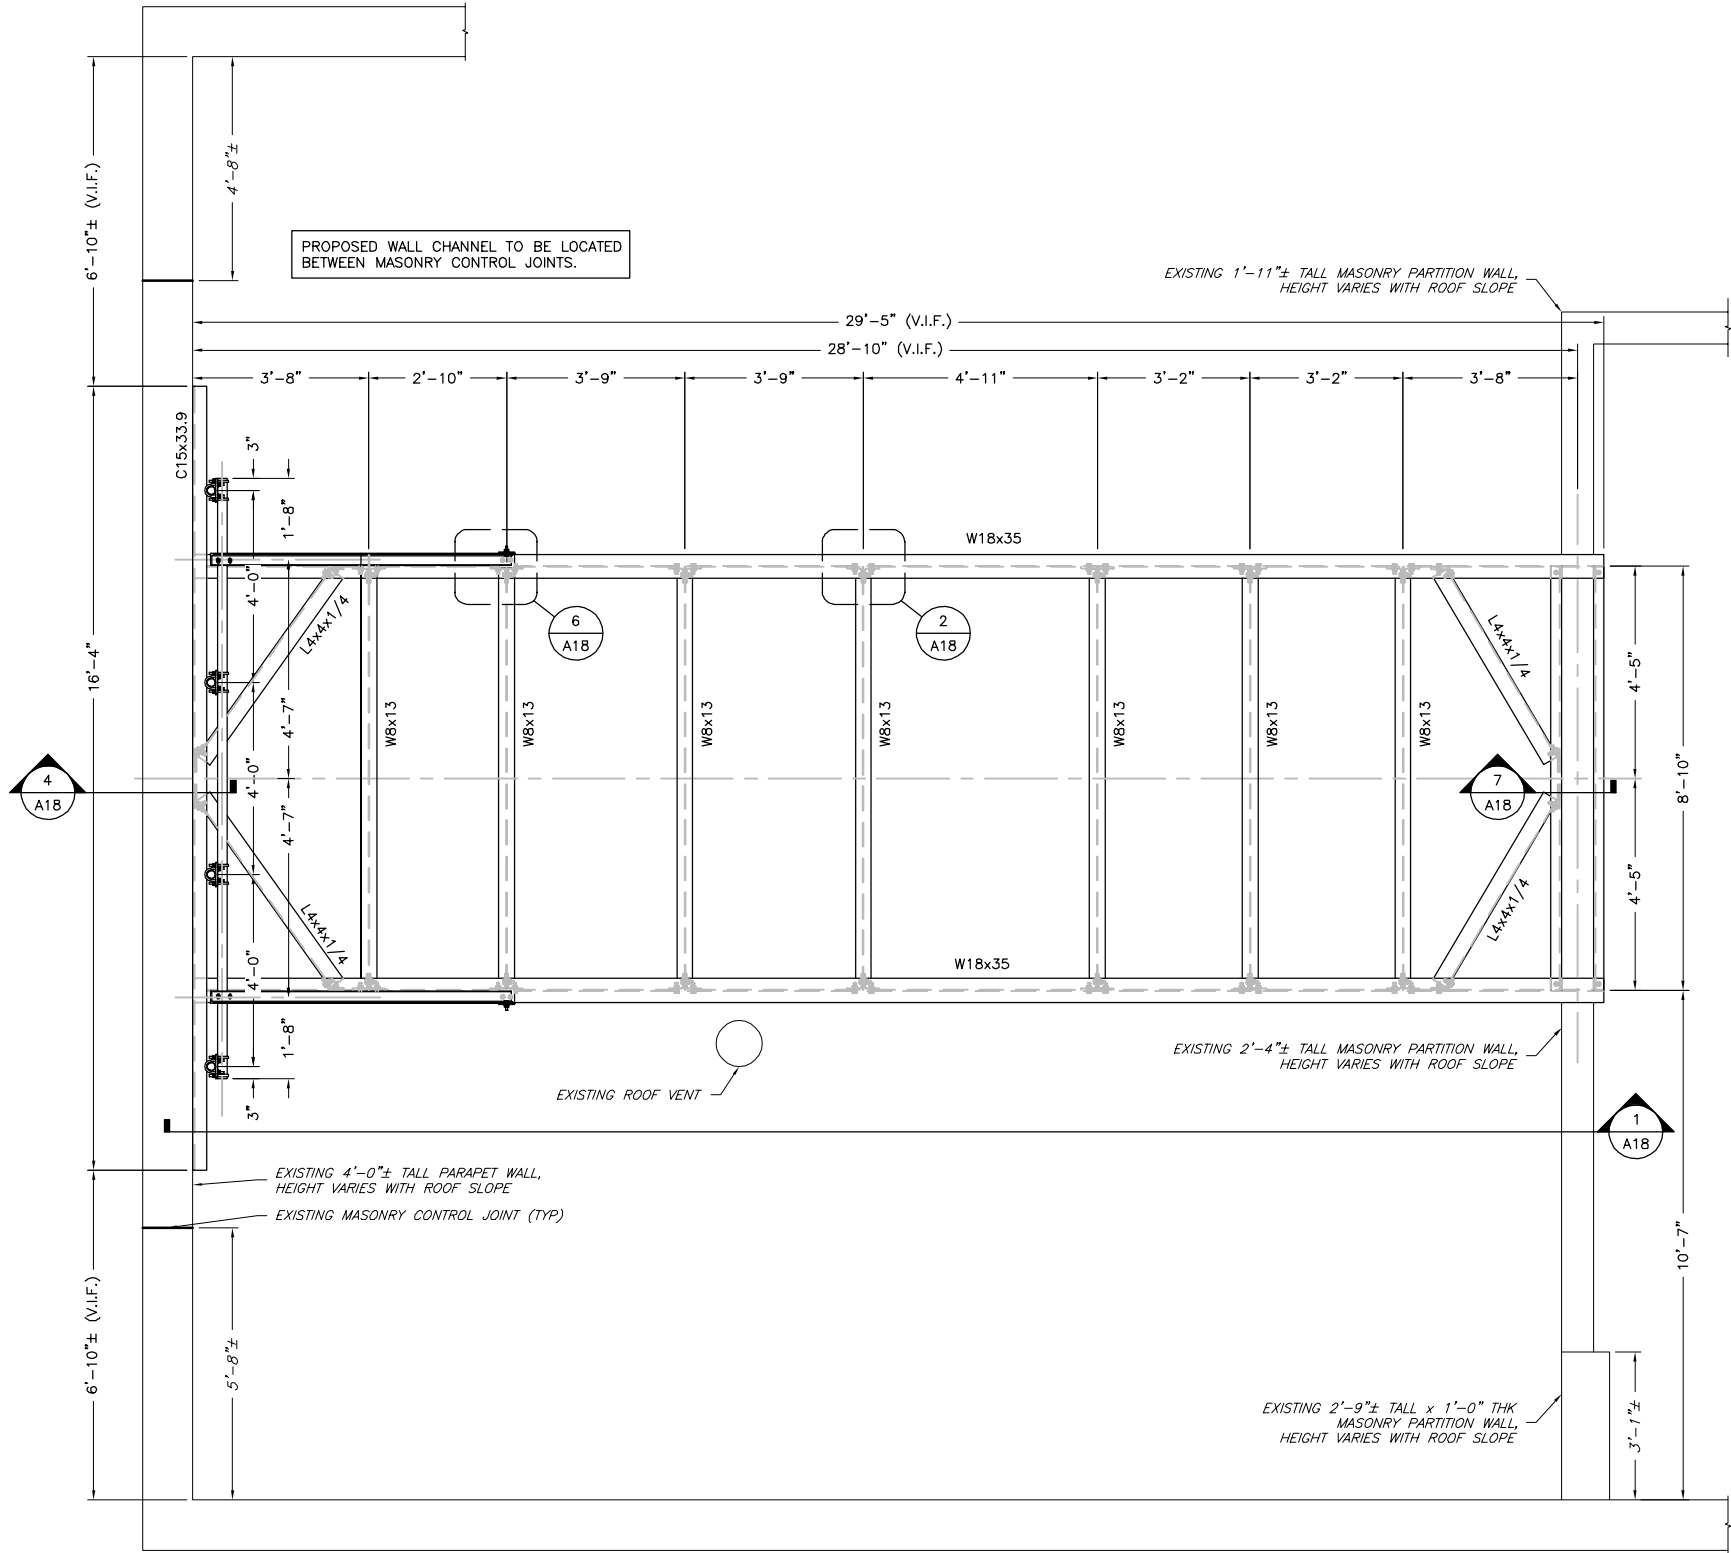 4'-8"±
6'-10"± (V.I.F.)
PROPOSED WALL CHANNEL TO BE LOCATED
BETWEEN MASONRY CONTROL JOINTS.
EXISTING 1'-11"± TALL MASONRY PARTITION WALL,
HEIGHT VARIES WITH ROOF SLOPE
29'-5" (V.I.F.)
28'-10" (V.I.F.)
3'-8"
2'-10"
3'-9"
3'-9"
4'-11"
3'-2"
3'-2"
3'-8"
C15x33.9
3"
1'-8"
4'-0"
W18x35
L4x4x1/4
6
A18
2
A18
L4x4x1/4
16'-4"
4'-7"
4'-5"
W8x13
W8x13
W8x13
W8x13
W8x13
W8x13
W8x13
4
A18
4'-0"
7
A18
8'-10"
4'-7"
4'-5"
L4x4x1/4
L4x4x1/4
4'-0"
W18x35
1'-8"
3"
EXISTING ROOF VENT
EXISTING 2'-4"± TALL MASONRY PARTITION WALL,
HEIGHT VARIES WITH ROOF SLOPE
1
A18
EXISTING 4'-0"± TALL PARAPET WALL,
HEIGHT VARIES WITH ROOF SLOPE
EXISTING MASONRY CONTROL JOINT (TYP)
10'-7"
6'-10"± (V.I.F.)
5'-8"±
EXISTING 2'-9"± TALL x 1'-0" THK
MASONRY PARTITION WALL,
HEIGHT VARIES WITH ROOF SLOPE
3'-1"±